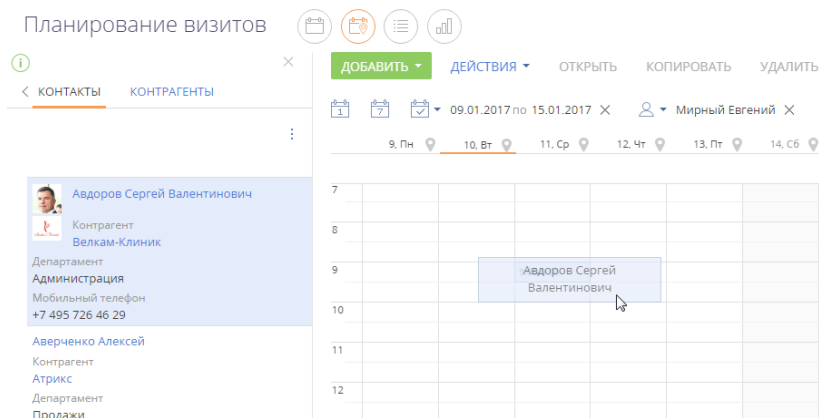 Планирование визитов
КОНТАКТЫ
КОНТРАГЕНТЫ
Авдоров Сергей Валентинович
Контрагент
Велкам-Клиник
Департамент
Администрация
Мобильный телефон
+7 495 726 46 29
Аверченко Алексей
Контрагент
Атрикс
Департамент
Продажи
ДОБАВИТЬ
ДЕЙСТВИЯ
ОТКРЫТЬ
КОПИРОВАТЬ
УДАЛИТЬ
1
7
09.01.2017 по 15.01.2017
Мирный Евгений
9, Пн
10, Вт
11, Ср
12, Чт
13, Пт
14, Сб
7
8
9
Авдоров Сергей
Валентинович
10
11
12